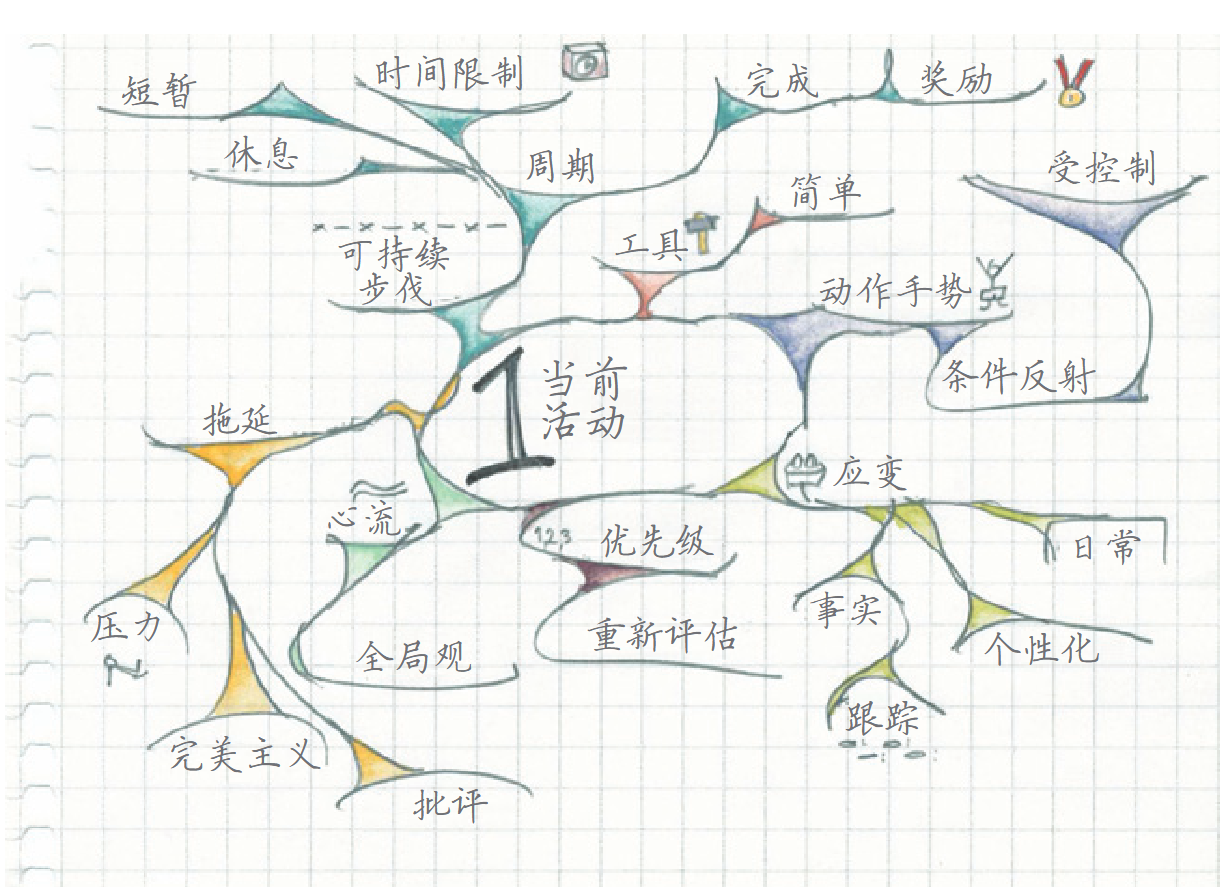 时间限制
短暂
完成
奖励
休息
周期
受控制
简单
工具
可持续
步伐
动作手势
1
当前
活动
条件反射
拖延
应变
心流
1,2,3
优先级
日常
压力
事实
重新评估
个性化
全局观
跟踪
完美主义
批评